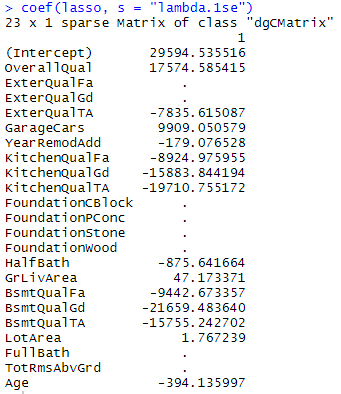 > coef(lasso, s = "lambda.1se")
23 x 1 sparse Matrix of class "dgCMatrix"
1
(Intercept) 29594.535516
OverallQual 17574.585415
ExterQualFa .
ExterQualGd .
ExterQualTA -7835.615087
GarageCars 9909.050579
YearRemodAdd -179.076528
KitchenQualFa -8924.975955
KitchenQualGd -15883.844194
KitchenQualTA -19710.755172
FoundationCBlock .
FoundationPConc .
FoundationStone .
FoundationWood .
HalfBath -875.641664
GrLivArea 47.173371
BsmtQualFa -9442.673357
BsmtQualGd -21659.483640
BsmtQualTA -15755.242702
LotArea 1.767239
FullBath .
TotRmsAbvGrd .
Age -394.135997